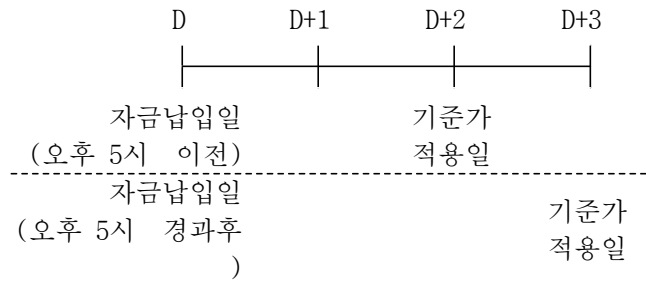 D D+1 D+2 D+3
자금납입일 기준가
(오후 5시 이전) 적용일
자금납입일
기준가
(오후 5시 경과후
적용일
)